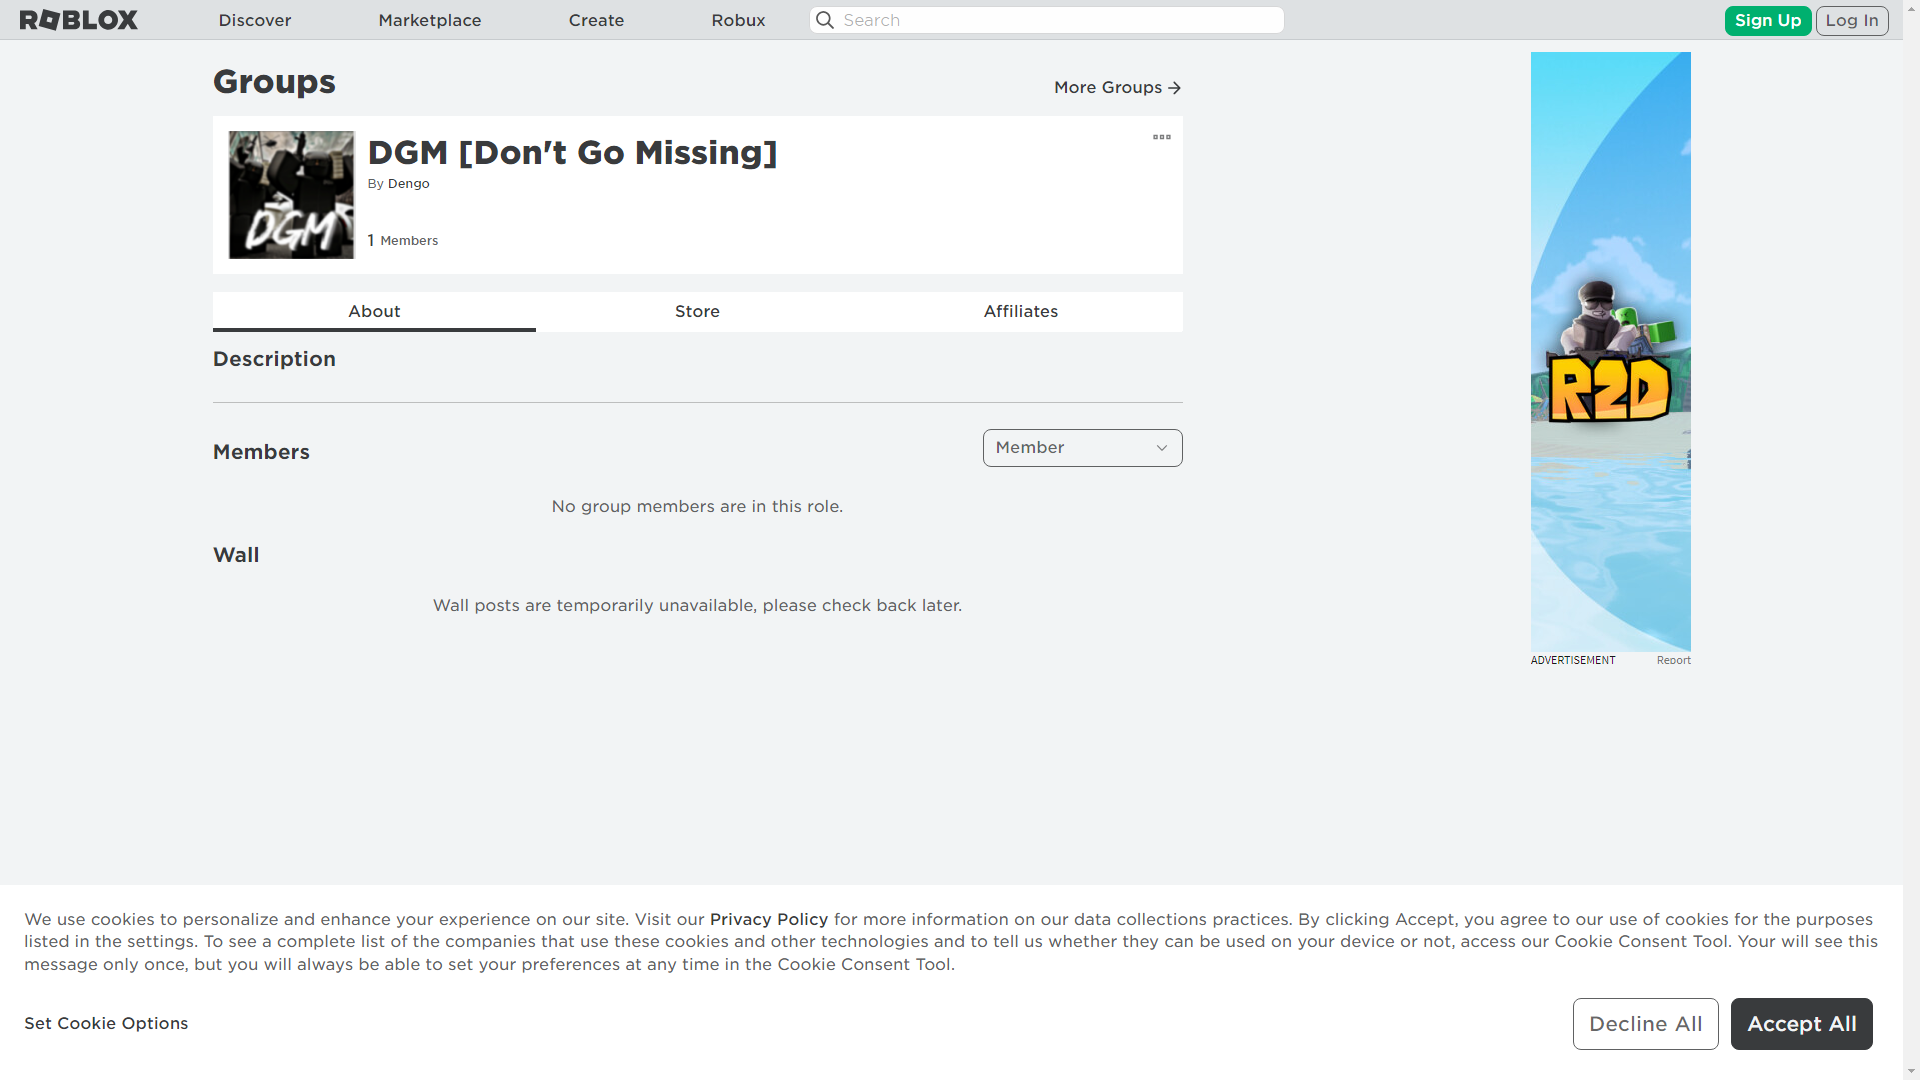 ROBLOX
Discover
Marketplace
Create
Robux
Search
Sign Up
Log In
Groups
More Groups
DGM
DGM [Don't Go Missing]
By Dengo
1 Members
About
Store
Affiliates
Description
Members
Member
No group members are in this role.
Wall
Wall posts are temporarily unavailable, please check back later.
R2D
ADVERTISEMENT
Report
We use cookies to personalize and enhance your experience on our site. Visit our Privacy Policy for more information on our data collections practices. By clicking Accept, you agree to our use of cookies for the purposes
listed in the settings. To see a complete list of the companies that use these cookies and other technologies and to tell us whether they can be used on your device or not, access our Cookie Consent Tool. Your will see this
message only once, but you will always be able to set your preferences at any time in the Cookie Consent Tool.
Set Cookie Options
Decline All
Accept All